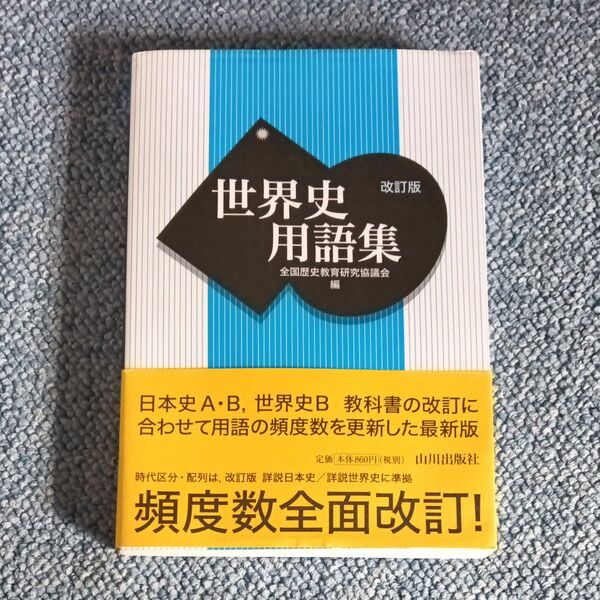 改訂版
世界史
用語集
全国歴史教育研究協議会
編
日本史A・B，世界史B 教科書の改訂に
合わせて用語の頻度数を更新した最新版
定価 本体860円（税別） 山川出版社
時代区分・配列は，改訂版 詳説日本史／詳説世界史に準拠
頻度数全面改訂！